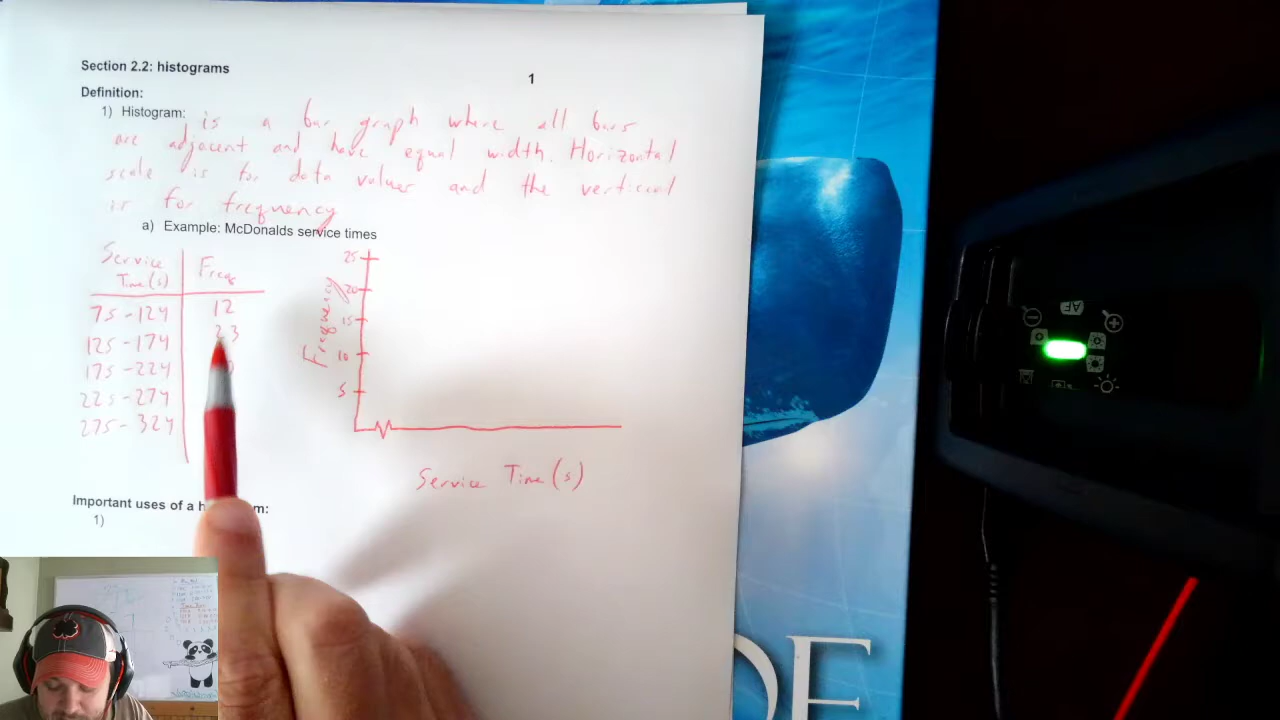 Section 2.2: histograms
1
Definition:
1) Histogram: is a bar graph where all bars
are adjacent and have equal width. Horizontal
scale is for data values and the vertical
is for frequency
a) Example: McDonalds service times
Service Time(s) Freq
75-124 12
125-174 23
175-224
225-274
275-324
25
20
15
10
5
Frequency
Service Time(s)
Important uses of a
1)
AF
DE